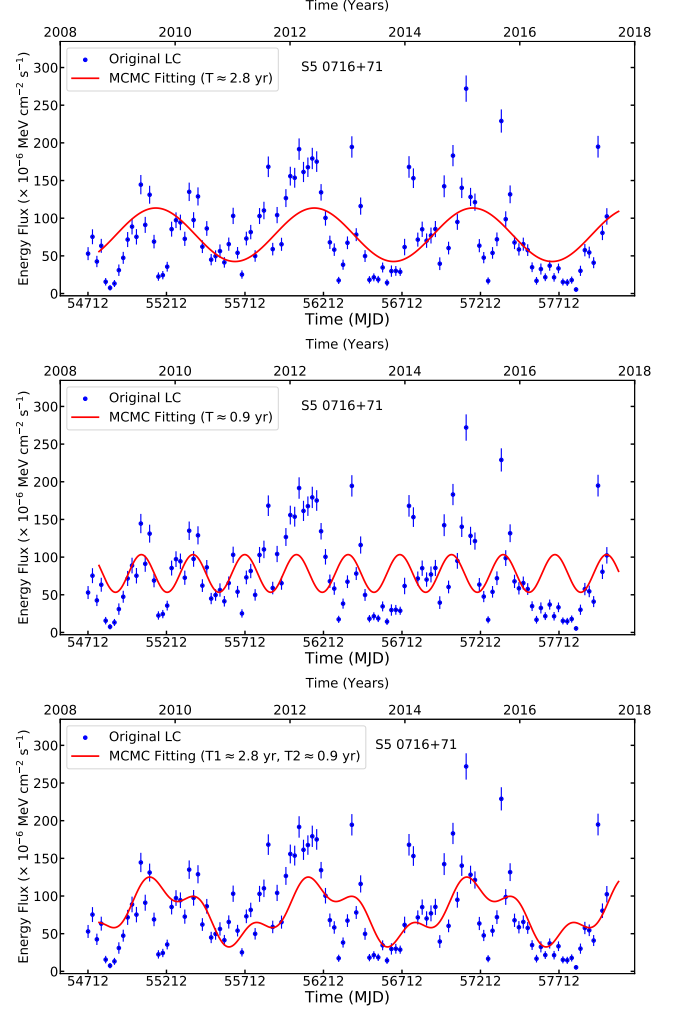 Time (Years)
2008 2010 2012 2014 2016 2018
Original LC
MCMC Fitting (T ≈ 2.8 yr)
S5 0716+71
Energy Flux (× 10⁻⁶ MeV cm⁻² s⁻¹)
300
250
200
150
100
50
0
54712 55212 55712 56212 56712 57212 57712
Time (MJD)
Time (Years)
2008 2010 2012 2014 2016 2018
Original LC
MCMC Fitting (T ≈ 0.9 yr)
S5 0716+71
Energy Flux (× 10⁻⁶ MeV cm⁻² s⁻¹)
300
250
200
150
100
50
0
54712 55212 55712 56212 56712 57212 57712
Time (MJD)
Time (Years)
2008 2010 2012 2014 2016 2018
Original LC
MCMC Fitting (T1 ≈ 2.8 yr, T2 ≈ 0.9 yr)
S5 0716+71
Energy Flux (× 10⁻⁶ MeV cm⁻² s⁻¹)
300
250
200
150
100
50
0
54712 55212 55712 56212 56712 57212 57712
Time (MJD)